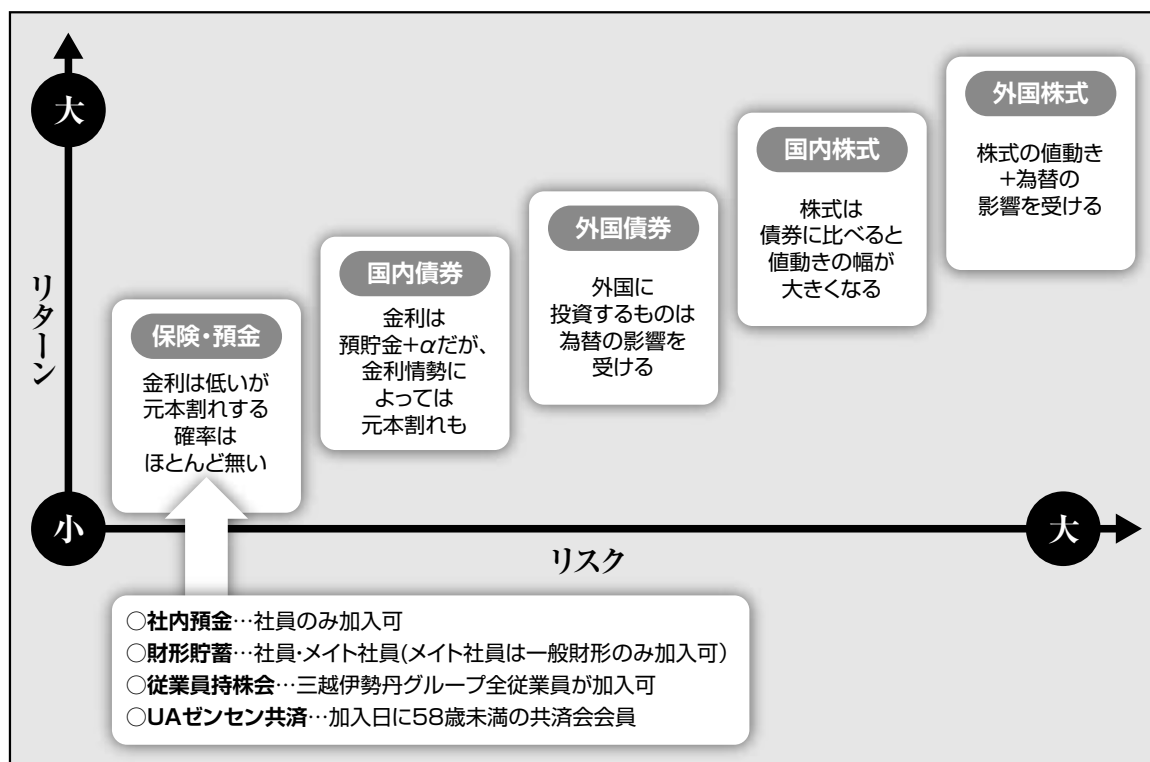 大
リターン
小
リスク
大
保険・預金
金利は低いが
元本割れする
確率は
ほとんど無い
国内債券
金利は
預貯金+αだが、
金利情勢に
よっては
元本割れも
外国債券
外国に
投資するものは
為替の影響を
受ける
国内株式
株式は
債券に比べると
値動きの幅が
大きくなる
外国株式
株式の値動き
+為替の
影響を受ける
○社内預金…社員のみ加入可
○財形貯蓄…社員・メイト社員(メイト社員は一般財形のみ加入可)
○従業員持株会…三越伊勢丹グループ全従業員が加入可
○UAゼンセン共済…加入日に58歳未満の共済会会員